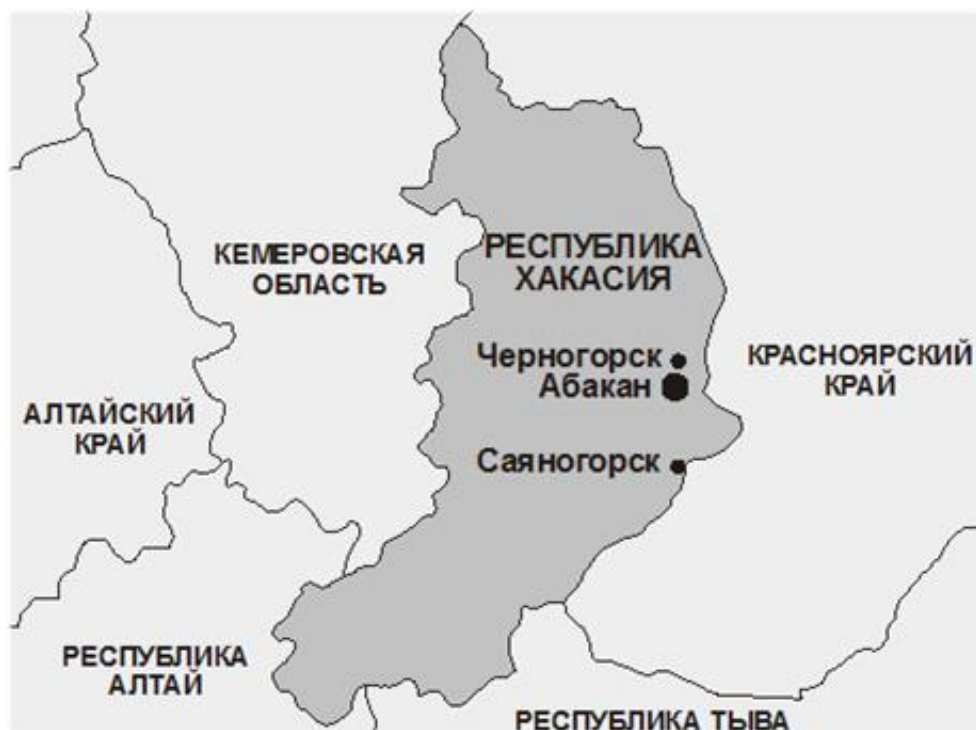 КЕМЕРОВСКАЯ
ОБЛАСТЬ
РЕСПУБЛИКА
ХАКАСИЯ
Черногорск
Абакан
КРАСНОЯРСКИЙ
КРАЙ
АЛТАЙСКИЙ
КРАЙ
Саяногорск
РЕСПУБЛИКА
АЛТАЙ
РЕСПУБЛИКА ТЫВА